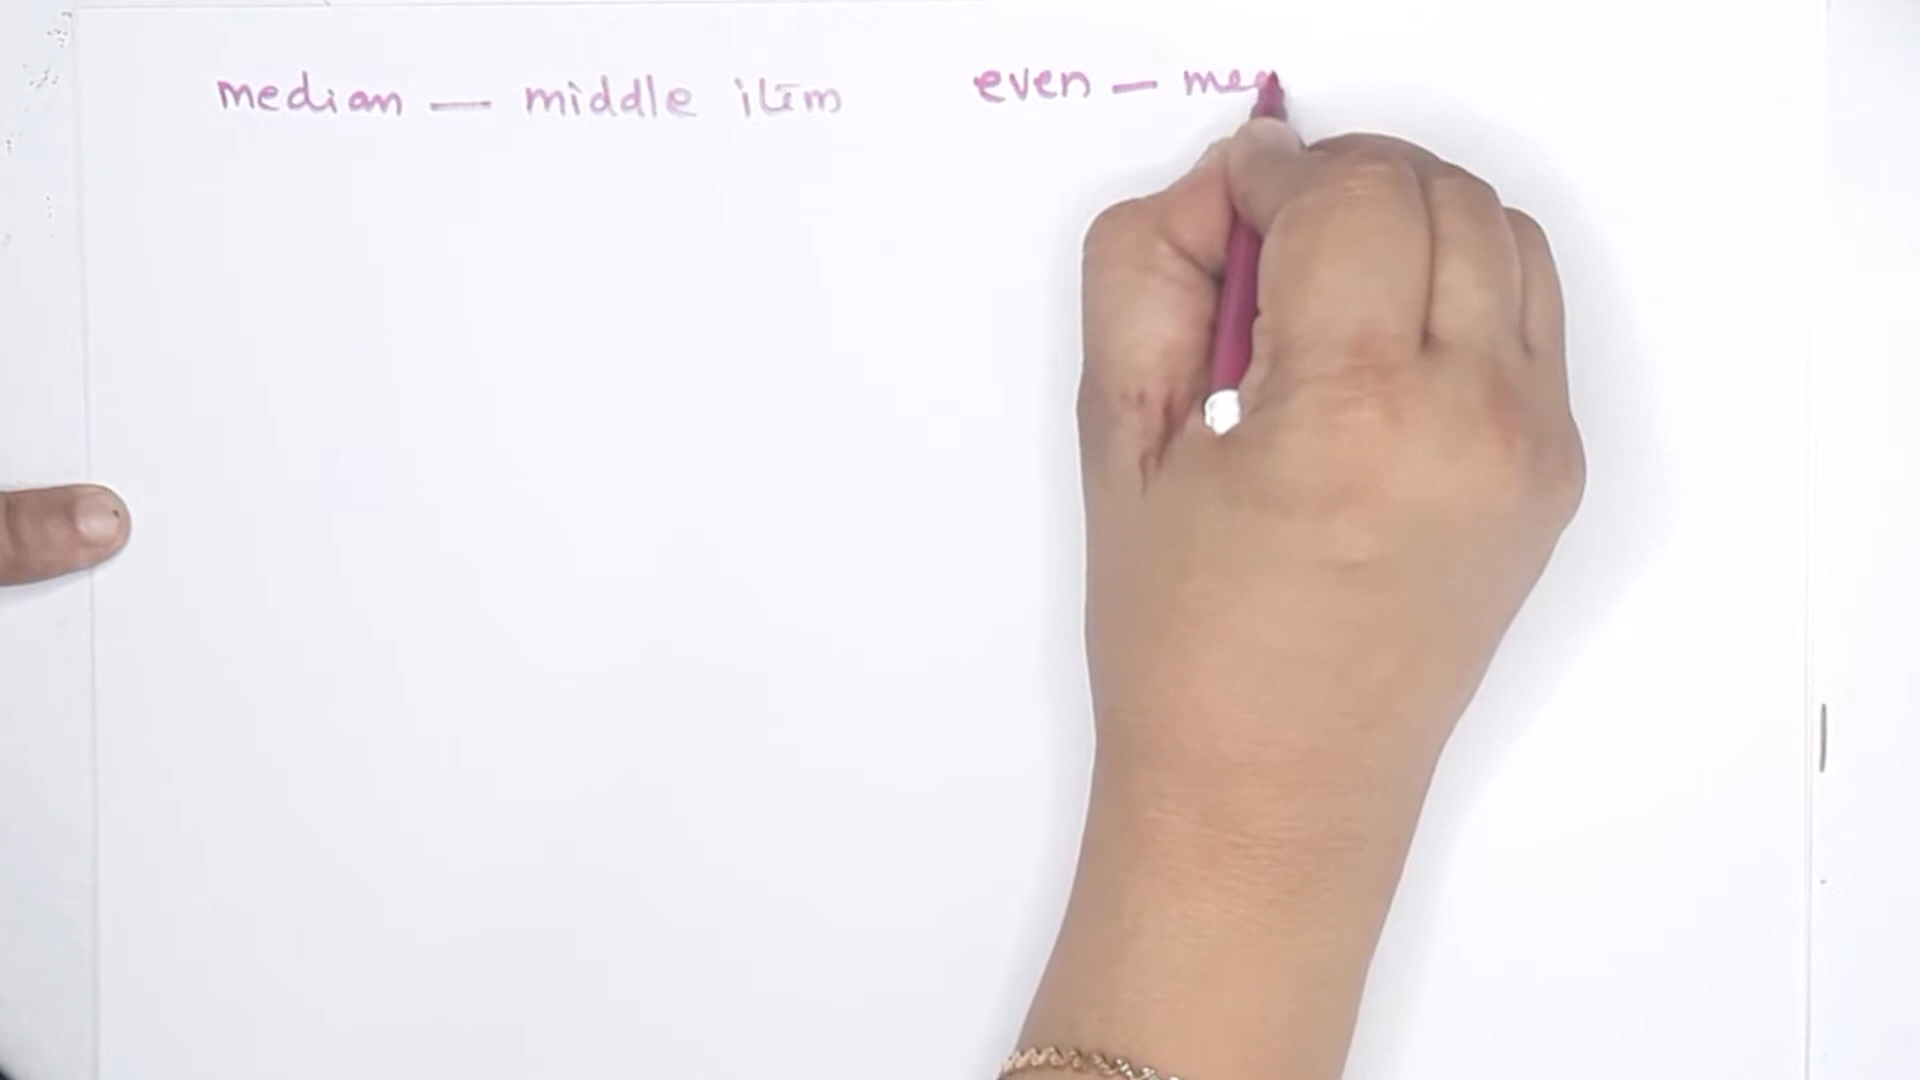 median — middle item even —